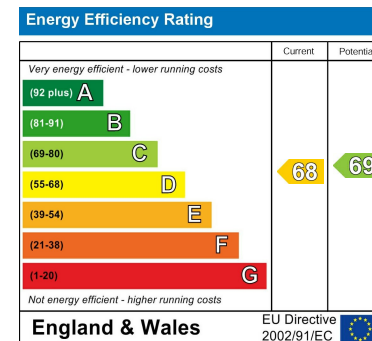 Energy Efficiency Rating
Current Potentia
Very energy efficient - lower running costs
(92 plus) A
(81-91) B
(69-80) C
(55-68) D
(39-54) E
(21-38) F
(1-20) G
68 69
Not energy efficient - higher running costs
England & Wales
EU Directive
2002/91/EC